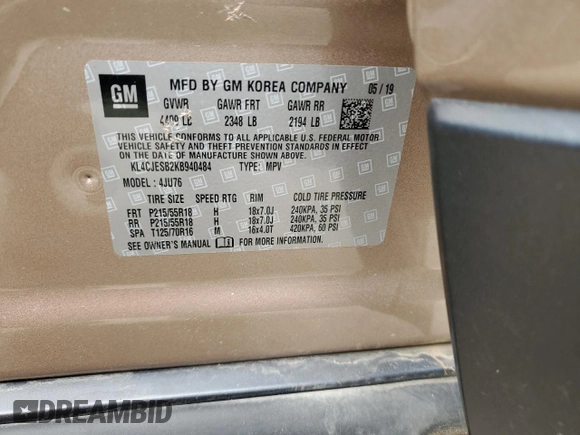 GM
MFD BY GM KOREA COMPANY 05 / 19
GVWR GAWR FRT GAWR RR
4409 LB 2348 LB 2194 LB
THIS VEHICLE CONFORMS TO ALL APPLICABLE U.S. FEDERAL MOTOR
VEHICLE SAFETY, BUMPER, AND THEFT PREVENTION STANDARDS IN EFFECT
ON THE DATE OF MANUFACTURE SHOWN ABOVE.
KL4CJESB2KB940484 TYPE: MPV
MODEL : 4JU76
TIRE SIZE SPEED RTG RIM COLD TIRE PRESSURE
FRT P215/55R18 H 18x7.0J 240KPA, 35 PSI
RR P215/55R18 H 18x7.0J 240KPA, 35 PSI
SPA T125/70R16 M 16x4.0T 420KPA, 60 PSI
SEE OWNER'S MANUAL FOR MORE INFORMATION.
DREAMBID